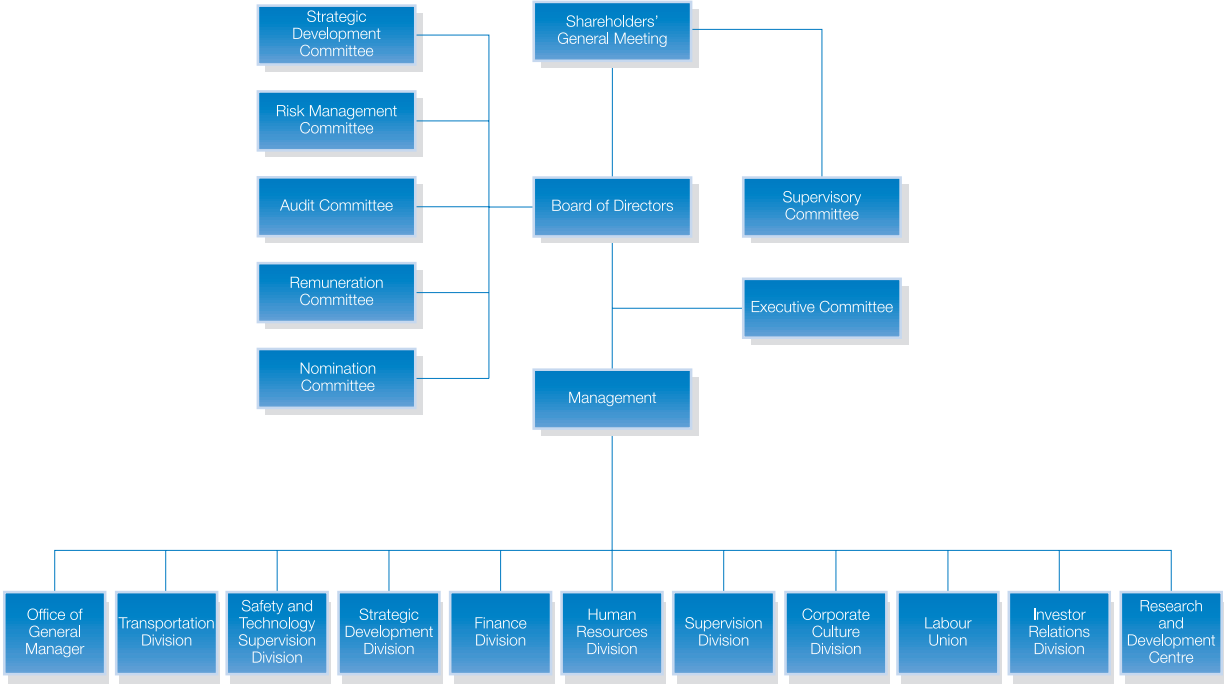 Strategic
Development
Committee
Shareholders'
General Meeting
Risk Management
Committee
Audit Committee
Board of Directors
Supervisory
Committee
Remuneration
Committee
Executive Committee
Nomination
Committee
Management
Office of
General
Manager
Transportation
Division
Safety and
Technology
Supervision
Division
Strategic
Development
Division
Finance
Division
Human
Resources
Division
Supervision
Division
Corporate
Culture
Division
Labour
Union
Investor
Relations
Division
Research
and
Development
Centre